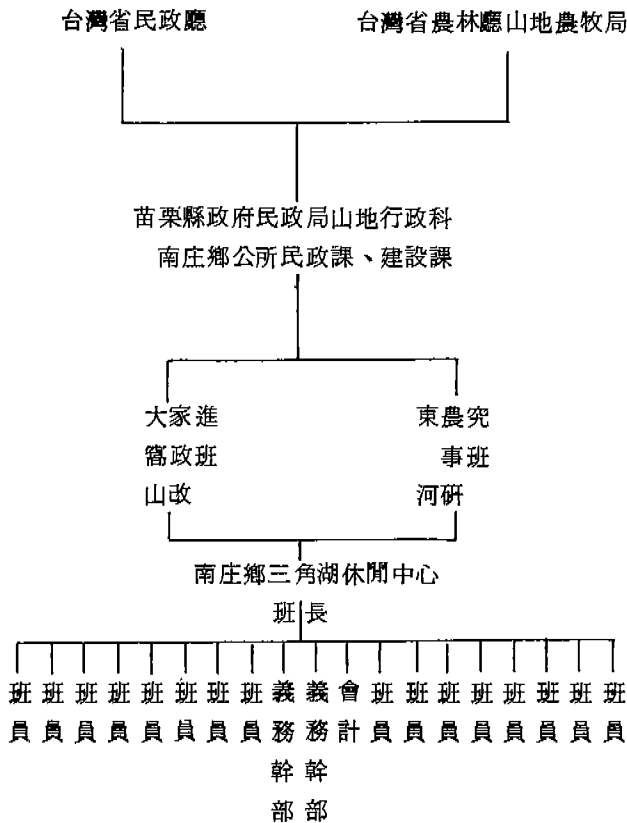 台灣省民政廳
台灣省農林廳山地農牧局
苗栗縣政府民政局山地行政科
南庄鄉公所民政課、建設課
大窩山
家政改
進班
東河
農事研
究班
南庄鄉三角湖休閒中心
班長
班員
班員
班員
班員
班員
班員
班員
班員
義務幹部
義務幹部
會計
班員
班員
班員
班員
班員
班員
班員
班員